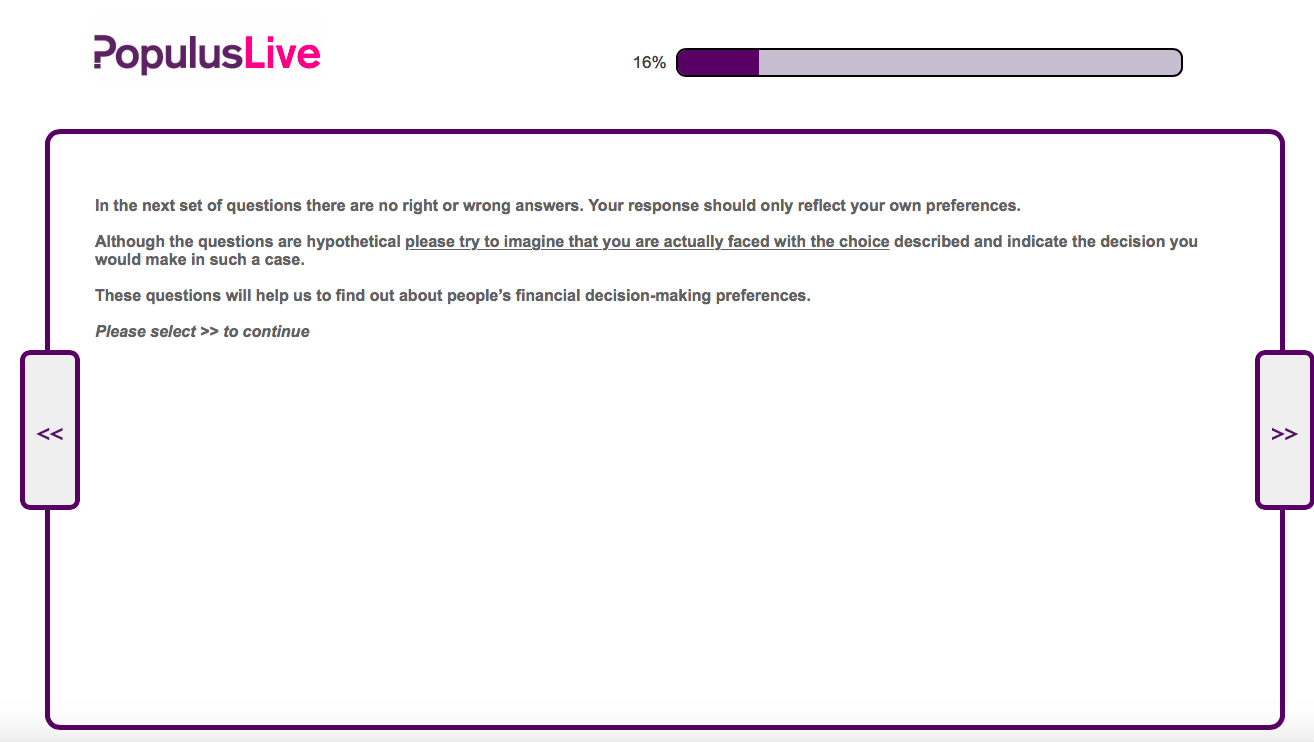 PopulusLive
16%
In the next set of questions there are no right or wrong answers. Your response should only reflect your own preferences.
Although the questions are hypothetical please try to imagine that you are actually faced with the choice described and indicate the decision you
would make in such a case.
These questions will help us to find out about people’s financial decision-making preferences.
Please select >> to continue
<<
>>